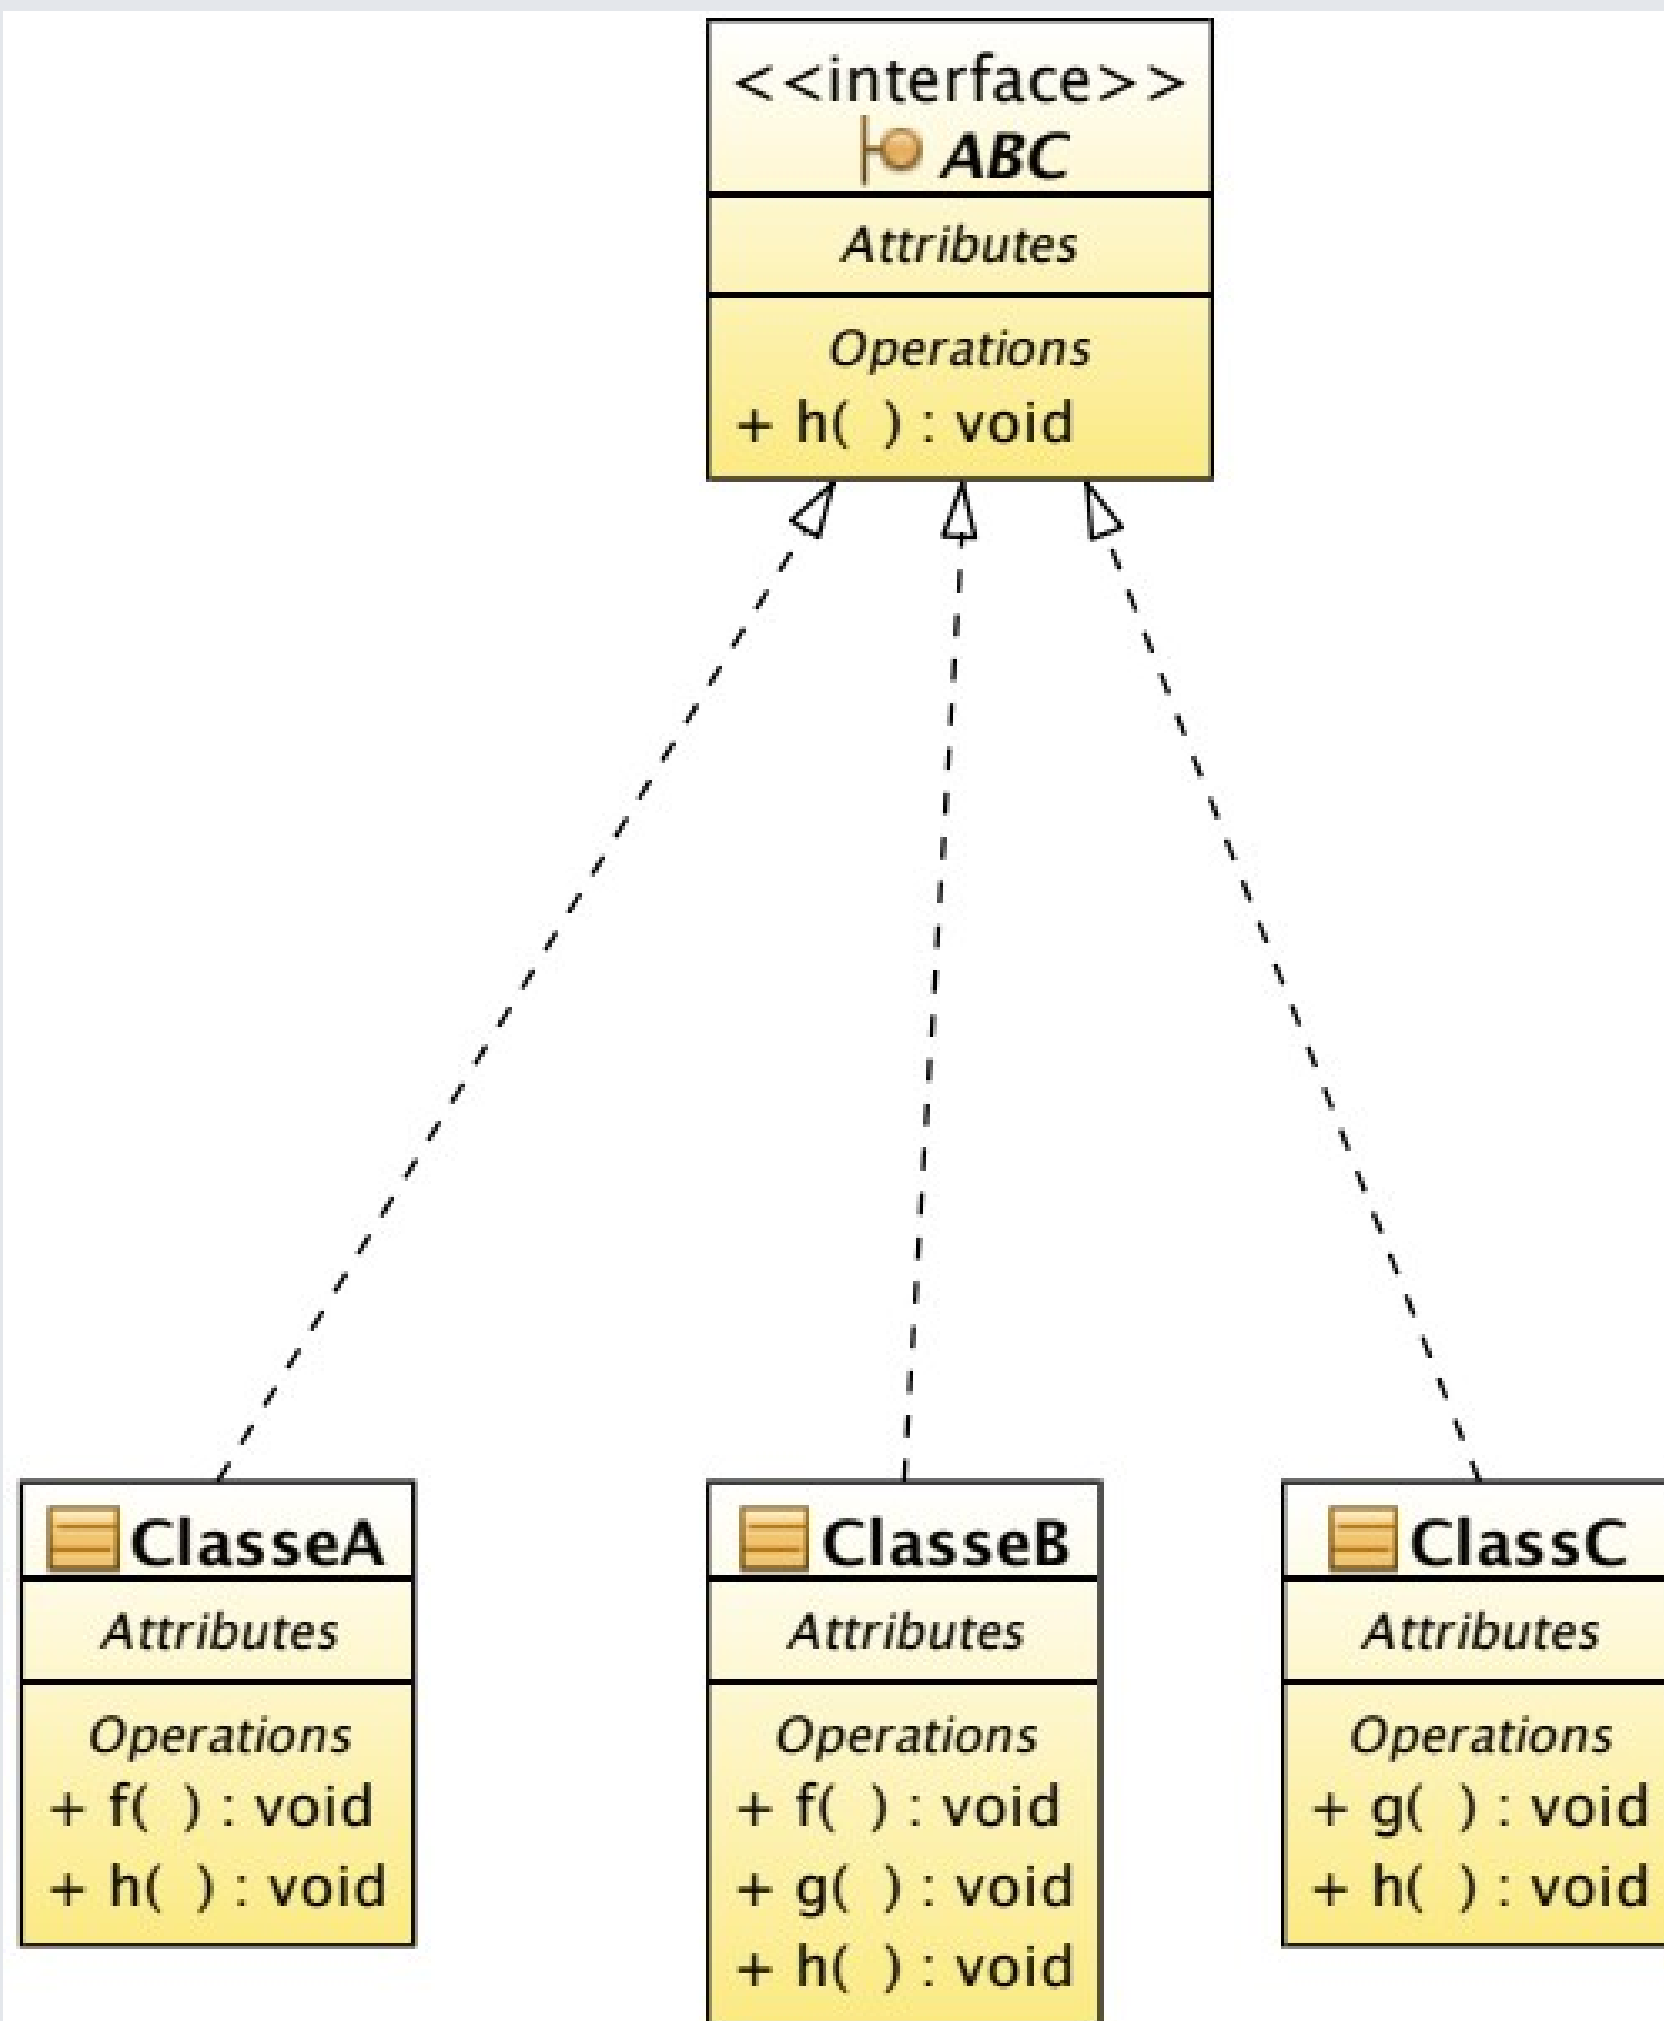 <<interface>>
ABC
Attributes
Operations
+ h( ) : void
ClasseA
Attributes
Operations
+ f( ) : void
+ h( ) : void
ClasseB
Attributes
Operations
+ f( ) : void
+ g( ) : void
+ h( ) : void
ClassC
Attributes
Operations
+ g( ) : void
+ h( ) : void